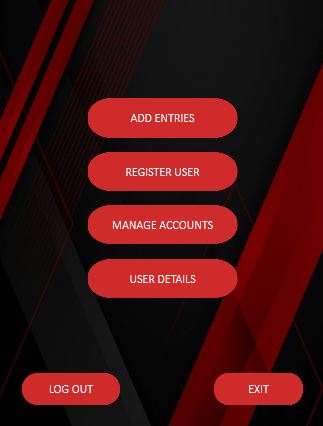 ADD ENTRIES
REGISTER USER
MANAGE ACCOUNTS
USER DETAILS
LOG OUT
EXIT